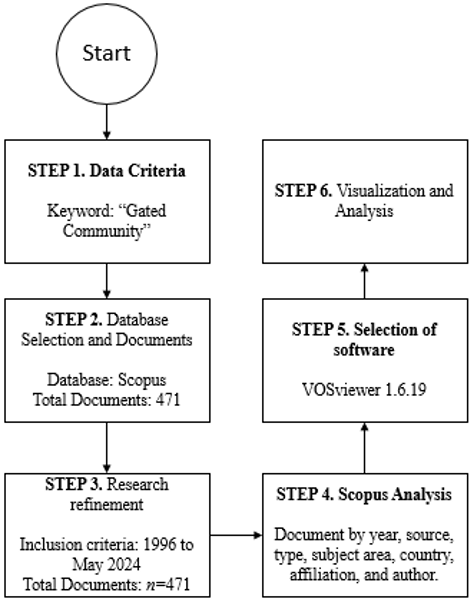 Start
STEP 1. Data Criteria
Keyword: “Gated
Community”
STEP 2. Database
Selection and Documents
Database: Scopus
Total Documents: 471
STEP 3. Research
refinement
Inclusion criteria: 1996 to
May 2024
Total Documents: n=471
STEP 4. Scopus Analysis
Document by year, source,
type, subject area, country,
affiliation, and author.
STEP 5. Selection of
software
VOSviewer 1.6.19
STEP 6. Visualization and
Analysis